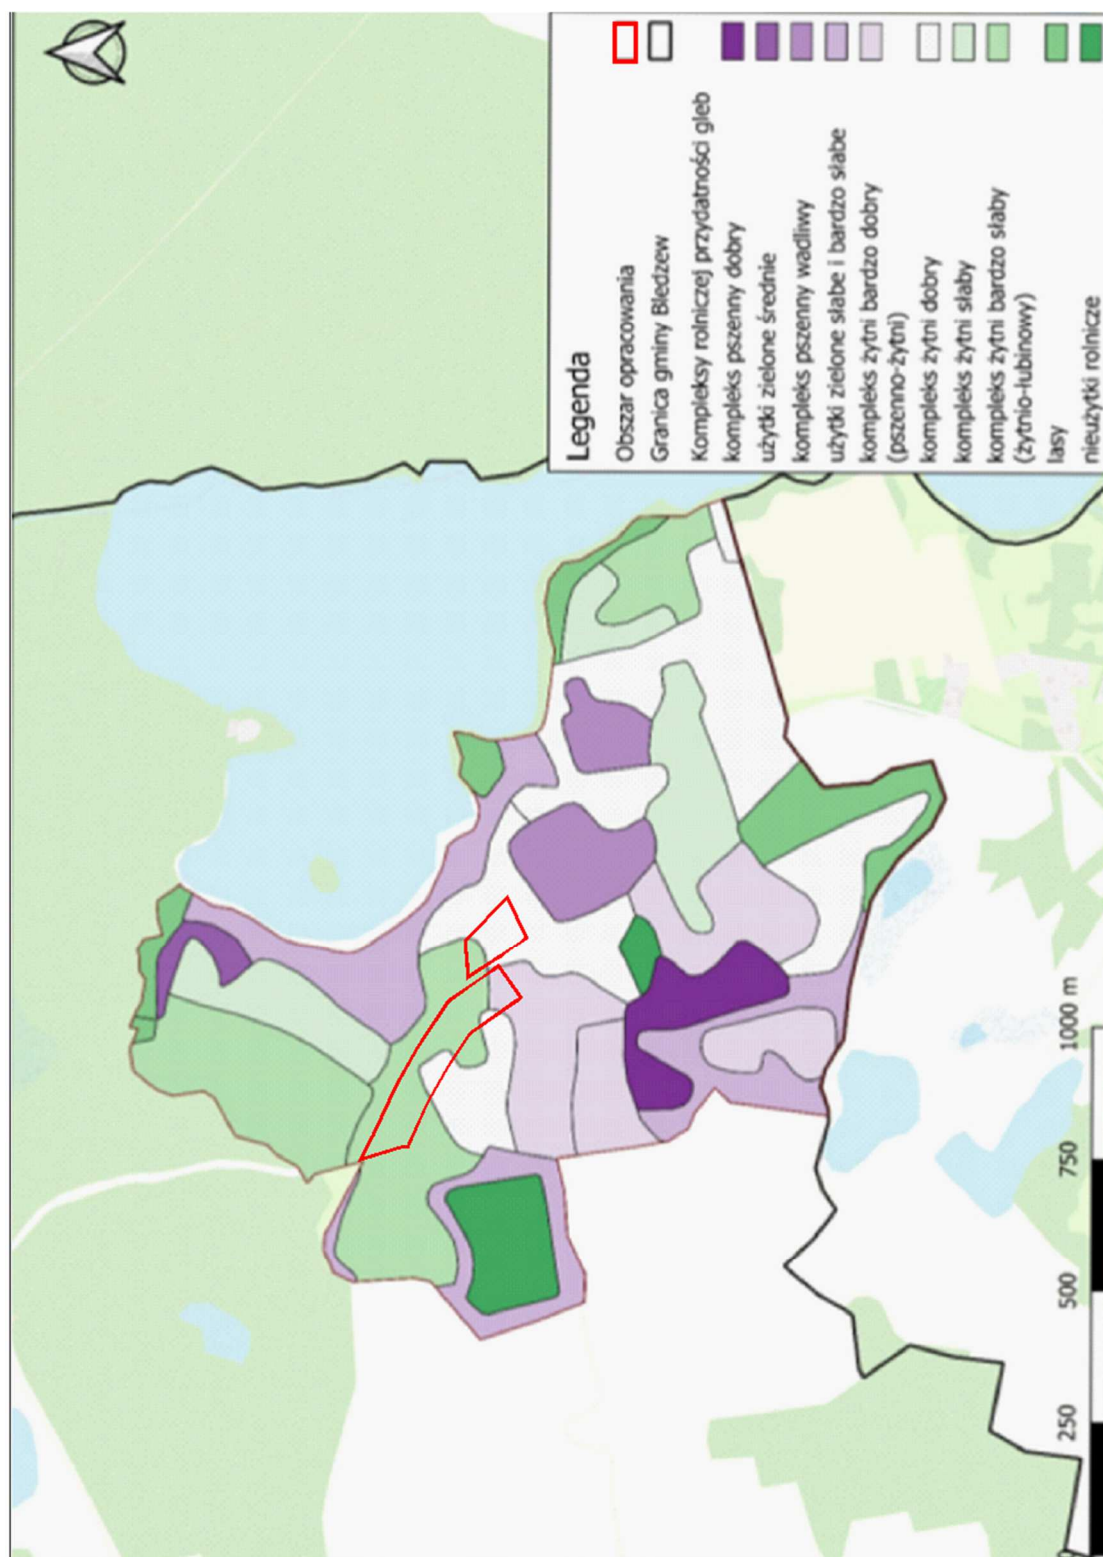 Legenda
Obszar opracowania
Granica gminy Bledzew
Kompleksy rolniczej przydatności gleb
kompleks pszenny dobry
użytki zielone średnie
kompleks pszenny wadliwy
użytki zielone słabe i bardzo słabe
kompleks żytni bardzo dobry
(pszenno-żytni)
kompleks żytni dobry
kompleks żytni słaby
kompleks żytni bardzo słaby
(żytnio-łubinowy)
lasy
nieużytki rolnicze
250 500 750 1000 m